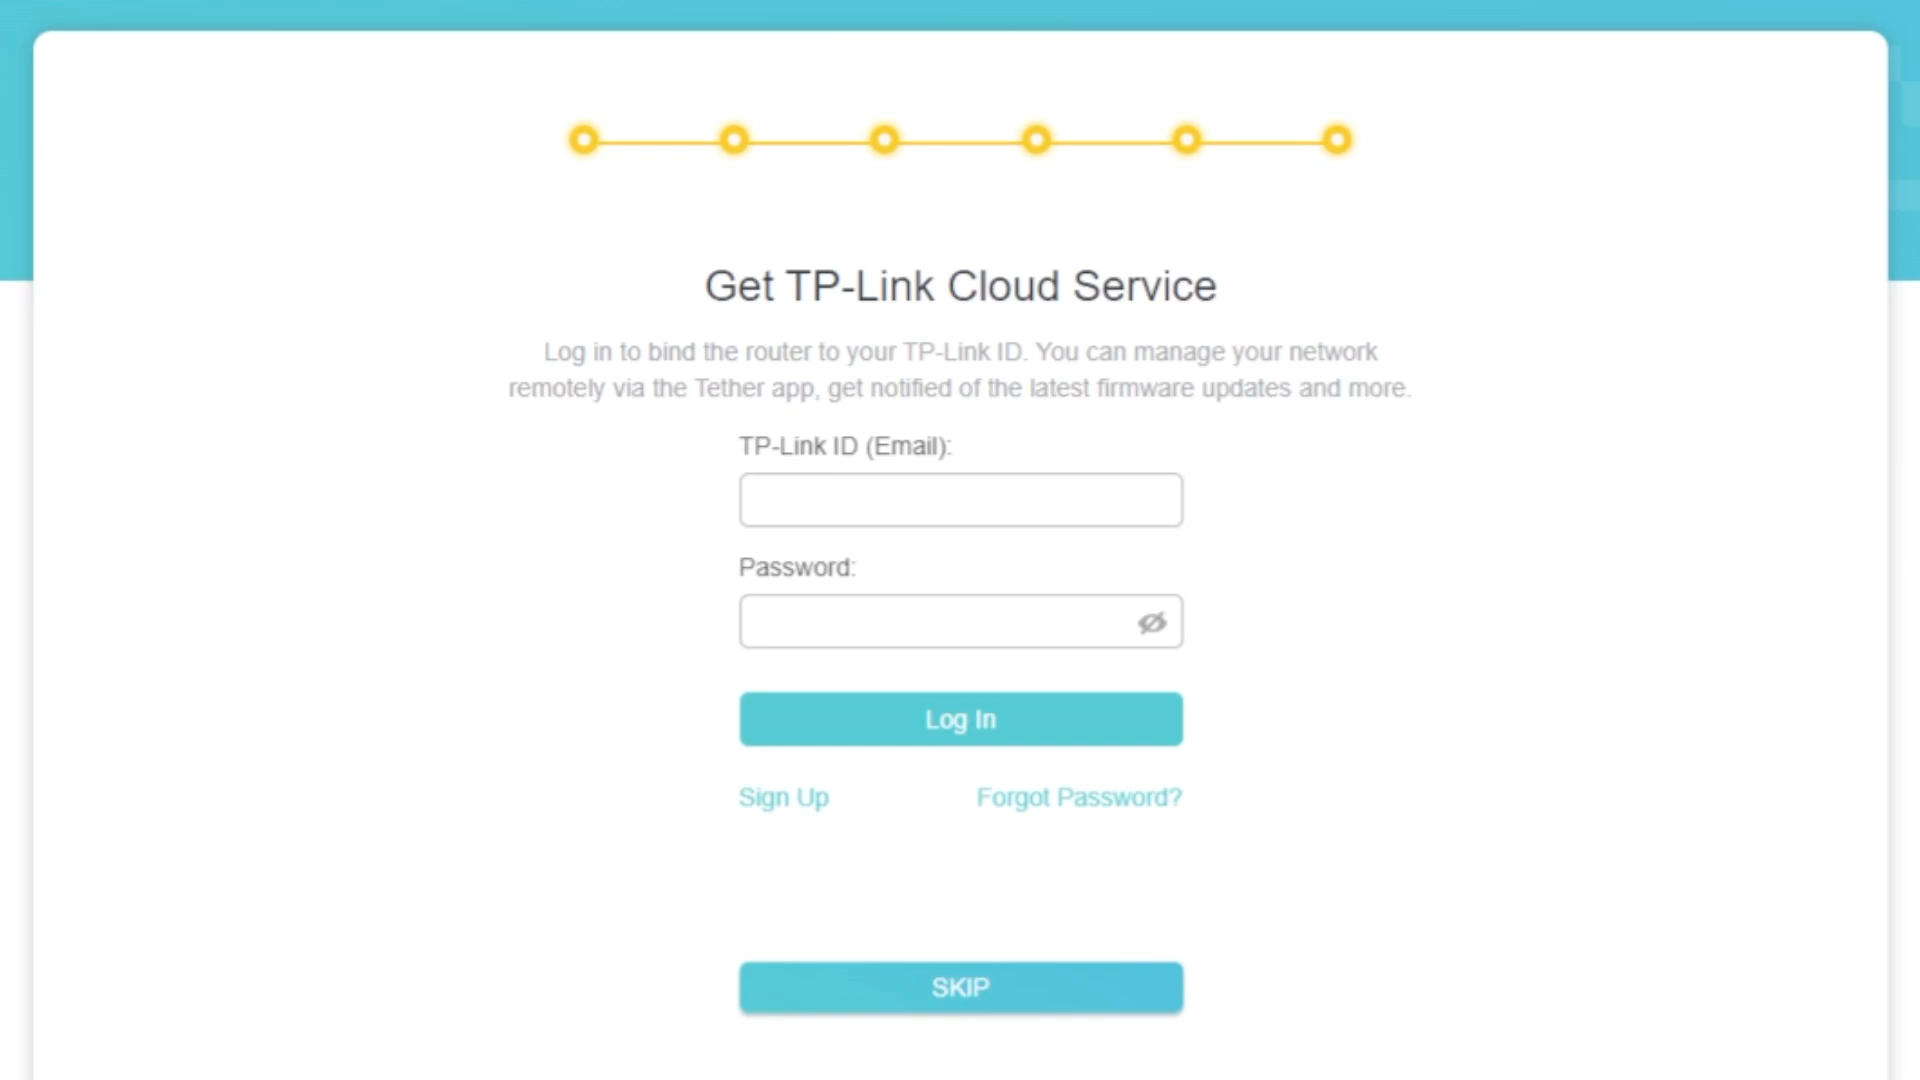 Get TP-Link Cloud Service
Log in to bind the router to your TP-Link ID. You can manage your network
remotely via the Tether app, get notified of the latest firmware updates and more.
TP-Link ID (Email):
Password:
Log In
Sign Up
Forgot Password?
SKIP